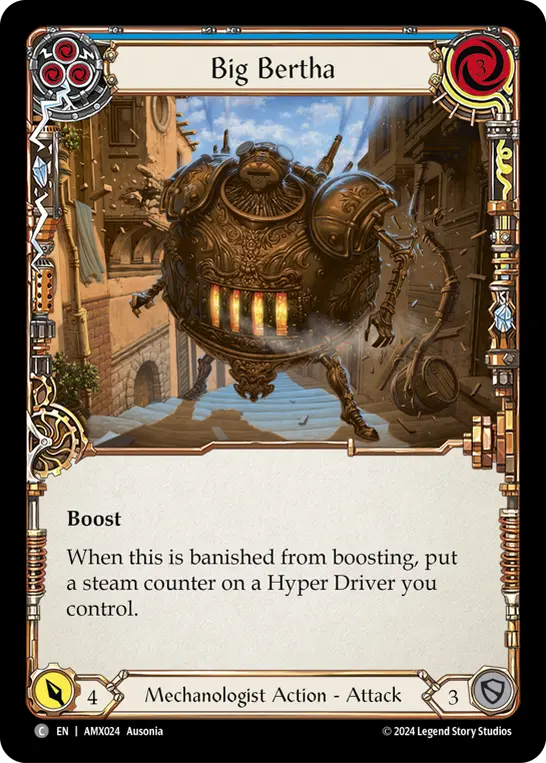 Big Bertha
3
Boost
When this is banished from boosting, put
a steam counter on a Hyper Driver you
control.
4
Mechanologist Action - Attack
3
C EN | AMX024 Ausonia
© 2024 Legend Story Studios